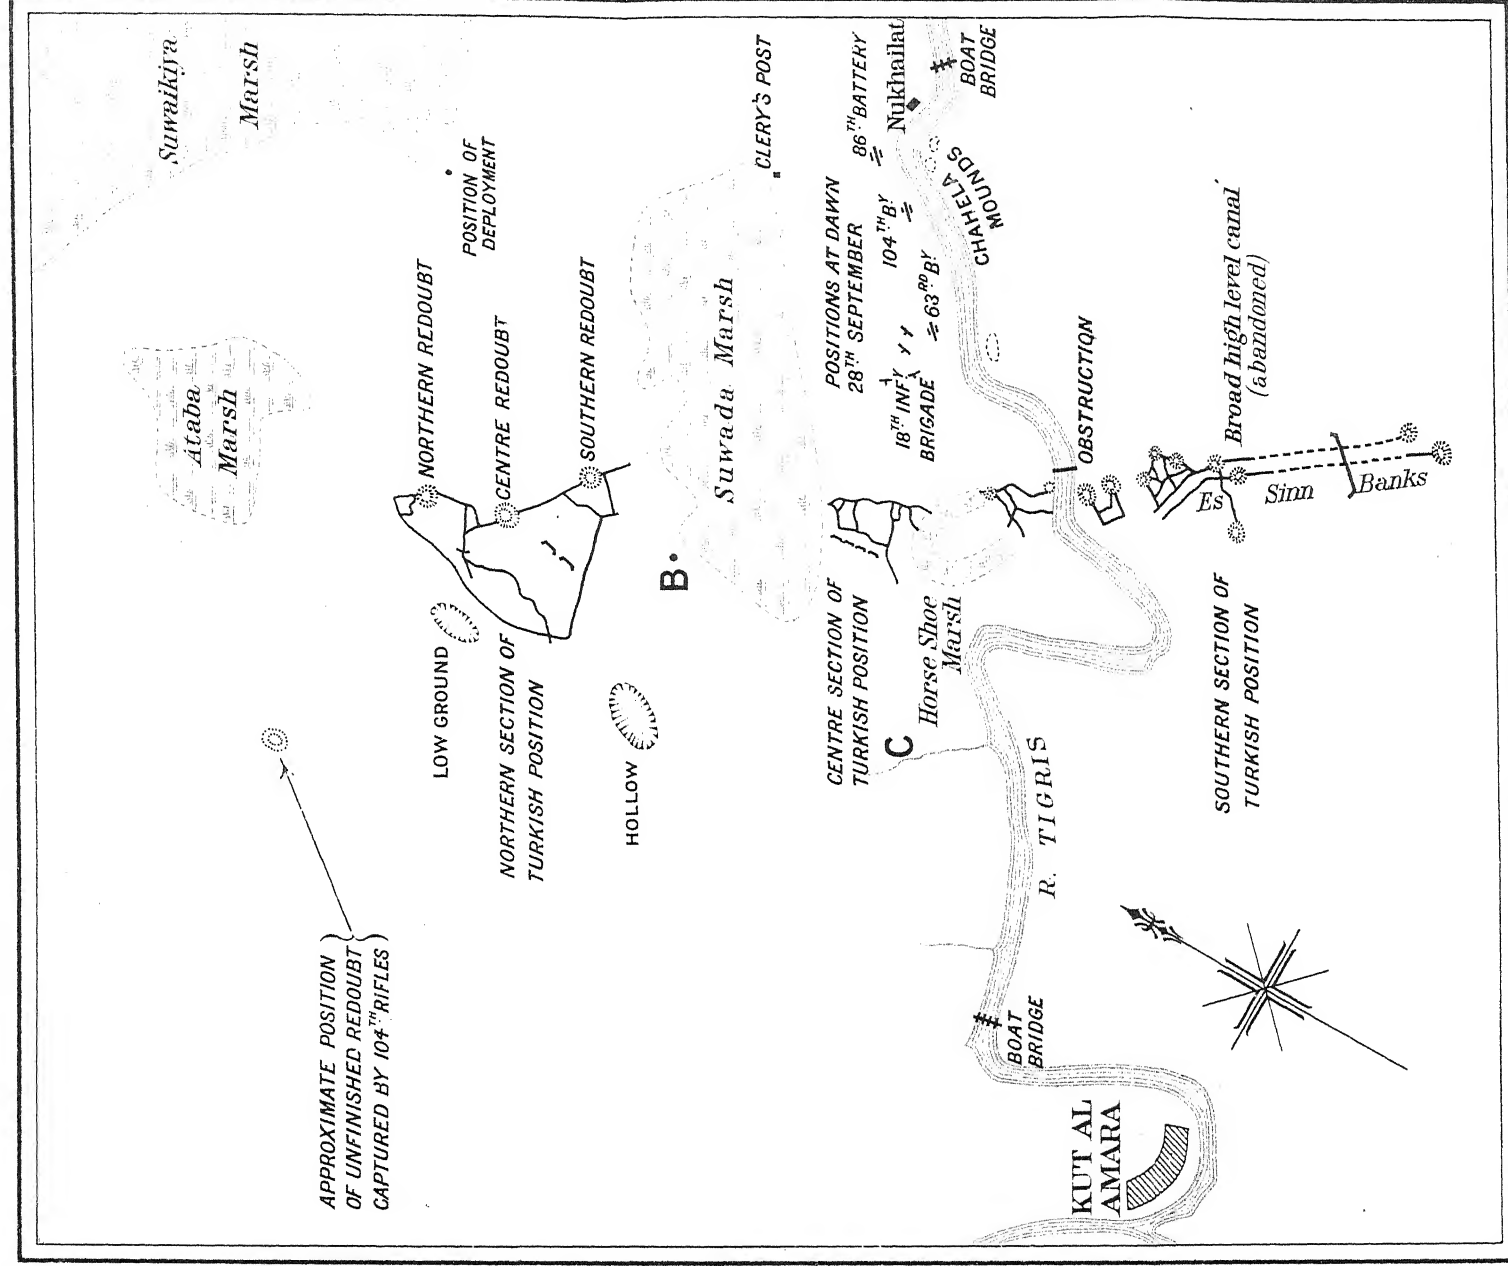 Suwaikiya
Marsh
Ataba
Marsh
APPROXIMATE POSITION
OF UNFINISHED REDOUBT
CAPTURED BY 104TH RIFLES
NORTHERN REDOUBT
POSITION OF
DEPLOYMENT
CENTRE REDOUBT
SOUTHERN REDOUBT
LOW GROUND
NORTHERN SECTION OF
TURKISH POSITION
HOLLOW
B
Suwada Marsh
CLERY'S POST
POSITIONS AT DAWN
28TH SEPTEMBER
86TH BATTERY
104TH BY
63RD BY
18TH INFY
BRIGADE
Nukhailat
BOAT
BRIDGE
CHAHELA
MOUNDS
CENTRE SECTION OF
TURKISH POSITION
C
Horse Shoe
Marsh
OBSTRUCTION
R. TIGRIS
BOAT
BRIDGE
KUT AL
AMARA
Es Sinn Banks
Broad high level canal
(abandoned)
SOUTHERN SECTION OF
TURKISH POSITION